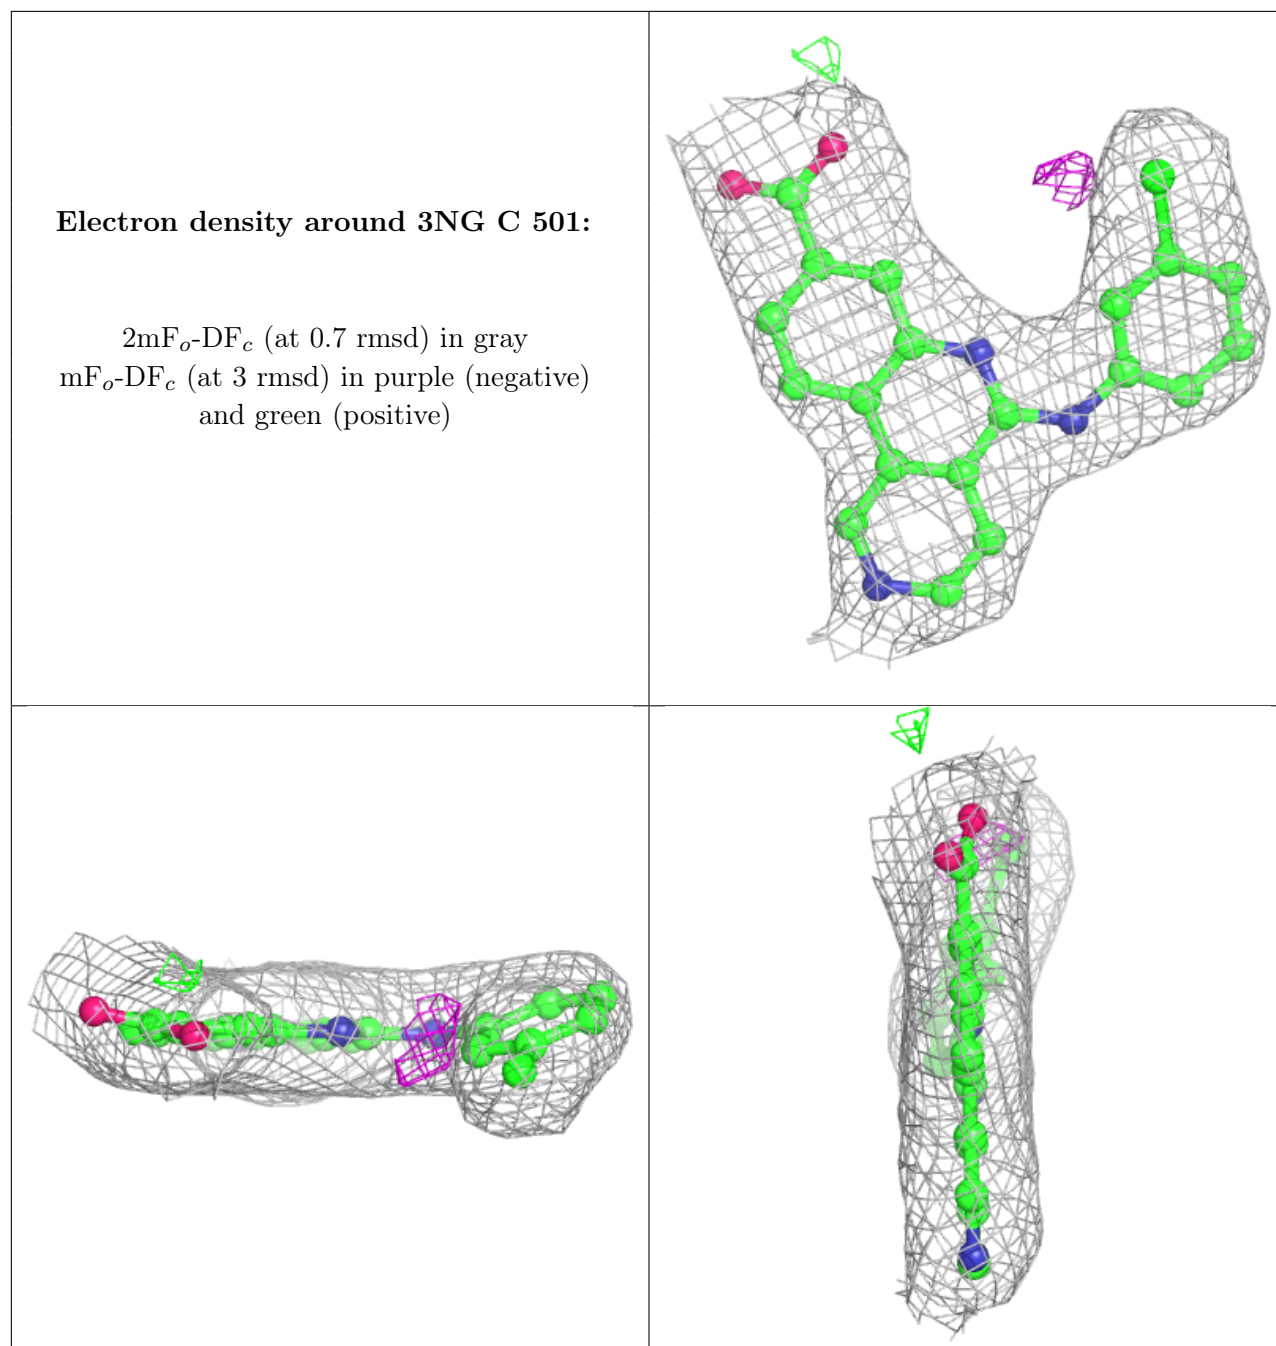 Electron density around 3NG C 501:
2mFₒ-DF𝒸 (at 0.7 rmsd) in gray
mFₒ-DF𝒸 (at 3 rmsd) in purple (negative)
and green (positive)